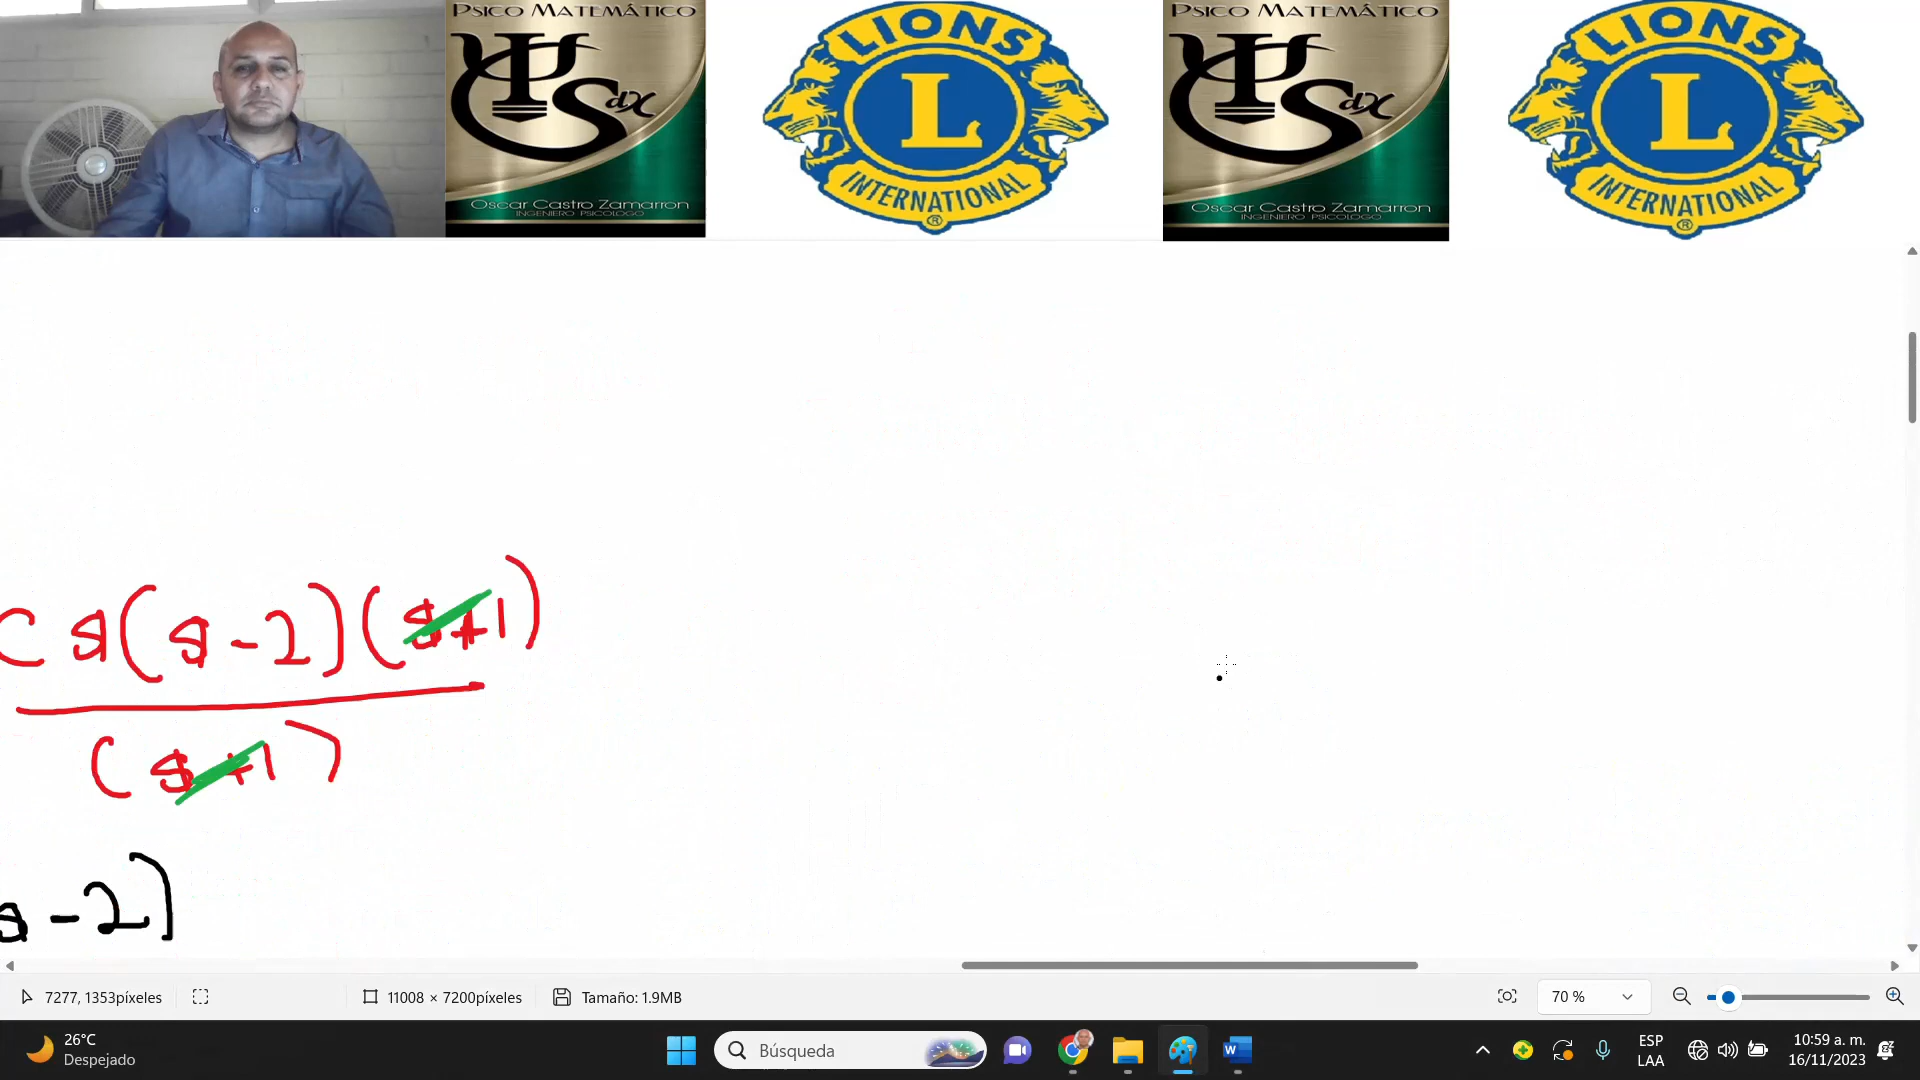 PSICO MATEMÁTICO
dx
Oscar Castro Zamarron
INGENIERO PSICOLOGO
LIONS
L
INTERNATIONAL
®
PSICO MATEMÁTICO
dx
Oscar Castro Zamarron
INGENIERO PSICOLOGO
LIONS
L
INTERNATIONAL
®
C s(s-2)(s+1)
(s+1)
s-2)
7277, 1353píxeles
11008 × 7200píxeles
Tamaño: 1.9MB
70 %
26°C
Despejado
Búsqueda
W
ESP
LAA
10:59 a. m.
16/11/2023